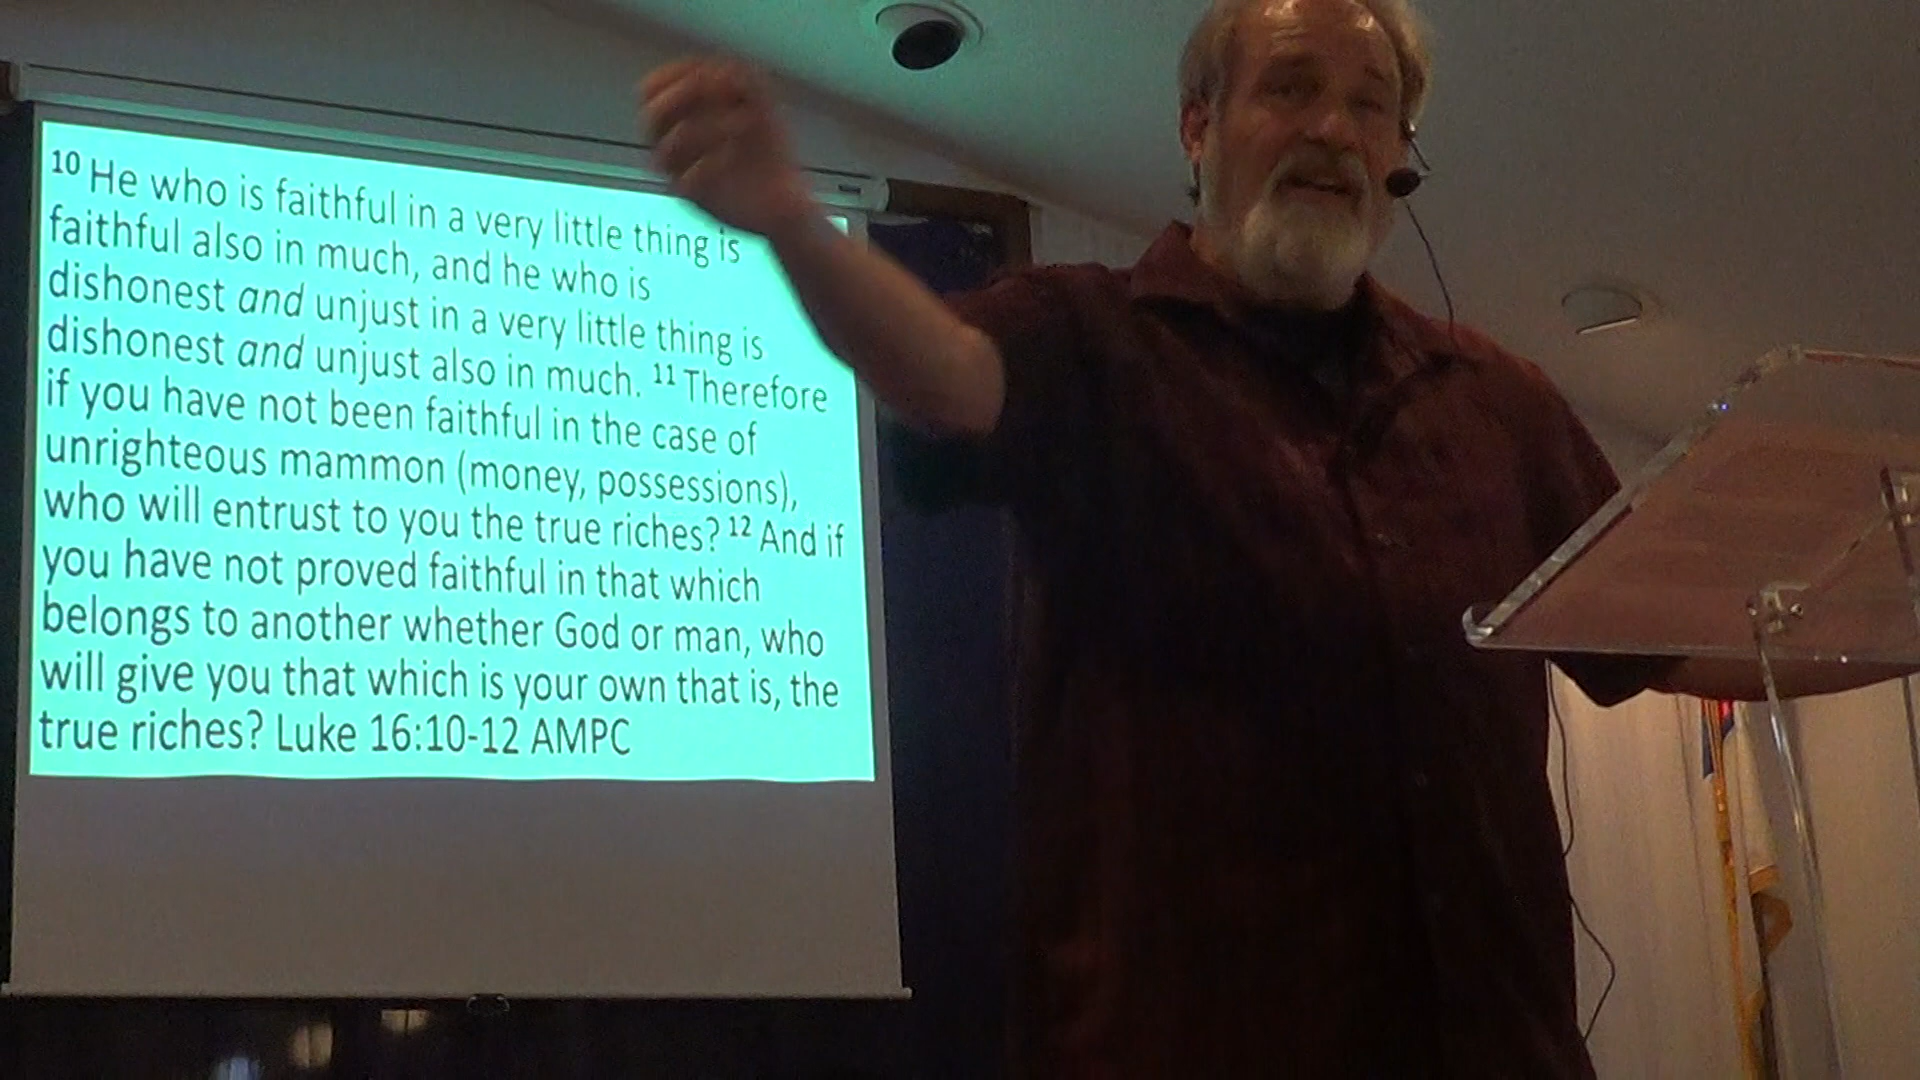 10 He who is faithful in a very little thing is
faithful also in much, and he who is
dishonest and unjust in a very little thing is
dishonest and unjust also in much. 11 Therefore
if you have not been faithful in the case of
unrighteous mammon (money, possessions),
who will entrust to you the true riches? 12 And if
you have not proved faithful in that which
belongs to another whether God or man, who
will give you that which is your own that is, the
true riches? Luke 16:10-12 AMPC